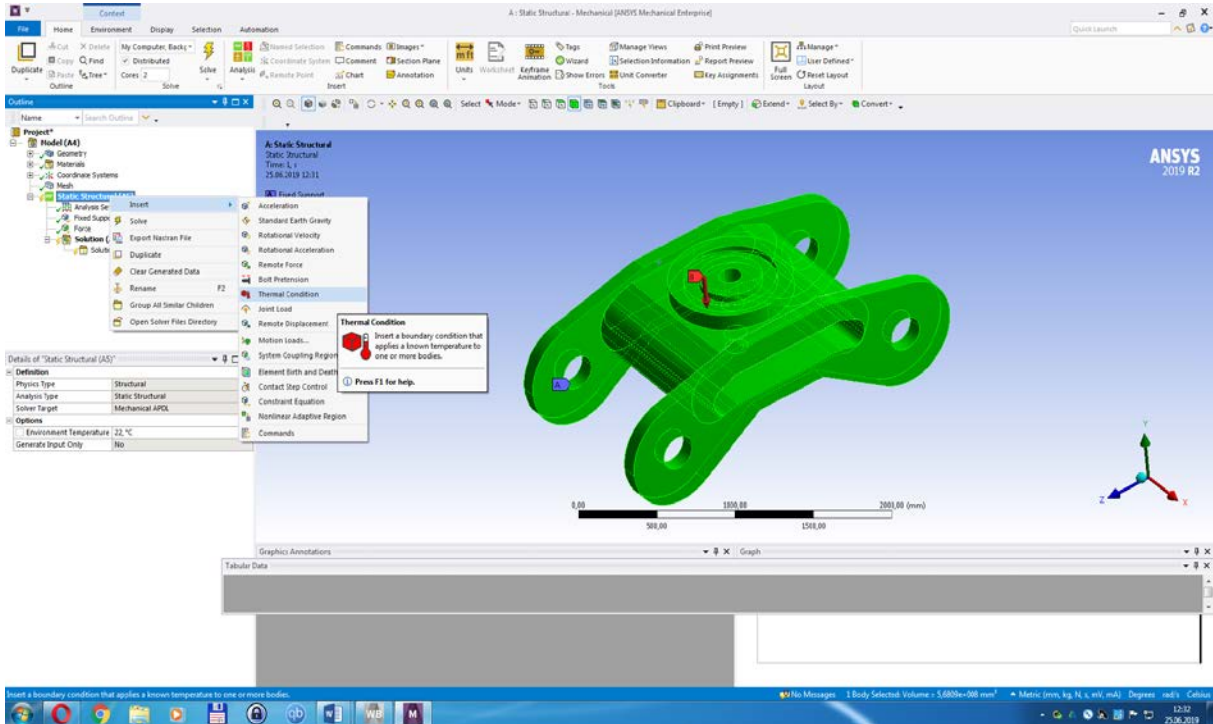 Context
A : Static Structural - Mechanical [ANSYS Mechanical Enterprise]
File Home Environment Display Selection Automation
Quick Launch
Duplicate
Cut
Delete
Copy
Find
Paste
Tree
Outline
My Computer, Back
Distributed
Cores 2
Solve
Solve
Analysis
Named Selection
Coordinate System
Remote Point
Commands
Comment
Chart
Images
Section Plane
Annotation
Insert
Units
Worksheet
Keyframe
Animation
Tags
Wizard
Show Errors
Manage Views
Selection Information
Unit Converter
Print Preview
Report Preview
Key Assignments
Tools
Full
Screen
Manage
User Defined
Reset Layout
Layout
Outline
Name
Search Outline
Select Mode
Clipboard [Empty] Extend Select By Convert
Project*
Model (A4)
Geometry
Materials
Coordinate Systems
Mesh
Static Structural (A5)
Analysis Se
Fixed Suppo
Force
Solution (
Solutio
Insert
Solve
Export Nastran File
Duplicate
Clear Generated Data
Rename F2
Group All Similar Children
Open Solver Files Directory
Acceleration
Standard Earth Gravity
Rotational Velocity
Rotational Acceleration
Remote Force
Bolt Pretension
Thermal Condition
Joint Load
Remote Displacement
Motion Loads...
System Coupling Region
Element Birth and Death
Contact Step Control
Constraint Equation
Nonlinear Adaptive Region
Commands
Thermal Condition
Insert a boundary condition that
applies a known temperature to
one or more bodies.
Press F1 for help.
A: Static Structural
Static Structural
Time: 1, s
25.06.2019 12:31
A Fixed Support
ANSYS
2019 R2
A
0,00 1000,00 2000,00 (mm)
500,00 1500,00
Y
Z
X
Details of "Static Structural (A5)"
Definition
Physics Type Structural
Analysis Type Static Structural
Solver Target Mechanical APDL
Options
Environment Temperature 22, °C
Generate Input Only No
Graphics Annotations
Graph
Tabular Data
Insert a boundary condition that applies a known temperature to one or more bodies.
No Messages 1 Body Selected: Volume = 5,6809e+008 mm³ Metric (mm, kg, N, s, mV, mA) Degrees rad/s Celsius
12:32
25.06.2019